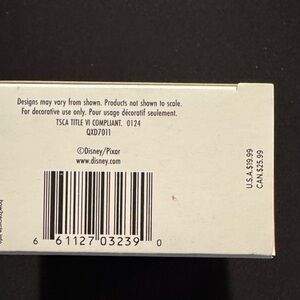 Designs may vary from shown. Products not shown to scale.
For decorative use only. Pour usage décoratif seulement.
TSCA TITLE VI COMPLIANT. 0124
QXD7011
©Disney/Pixar
www.disney.com
U.S.A. $19.99
CAN. $25.99
6 61127 03239 0